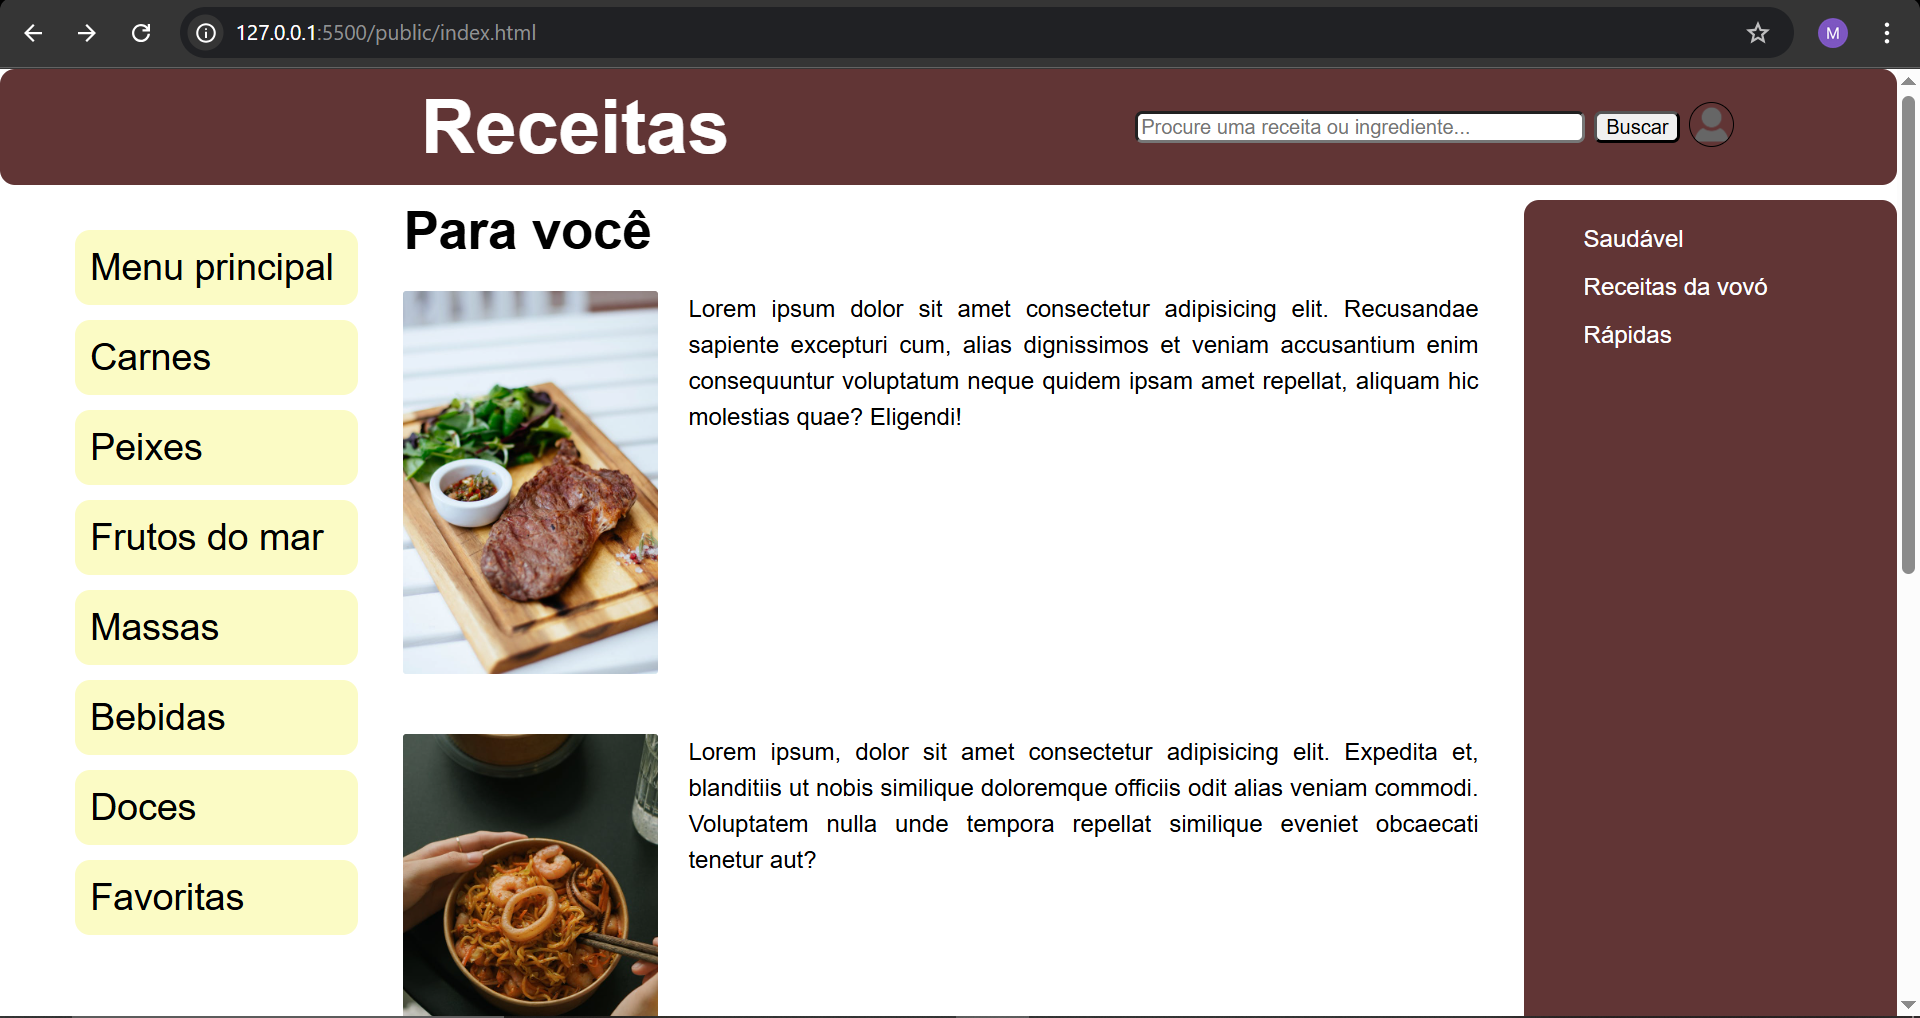 127.0.0.1:5500/public/index.html
M
Receitas
Procure uma receita ou ingrediente...
Buscar
Menu principal
Carnes
Peixes
Frutos do mar
Massas
Bebidas
Doces
Favoritas
Para você
Lorem ipsum dolor sit amet consectetur adipisicing elit. Recusandae
sapiente excepturi cum, alias dignissimos et veniam accusantium enim
consequuntur voluptatum neque quidem ipsam amet repellat, aliquam hic
molestias quae? Eligendi!
Lorem ipsum, dolor sit amet consectetur adipisicing elit. Expedita et,
blanditiis ut nobis similique doloremque officiis odit alias veniam commodi.
Voluptatem nulla unde tempora repellat similique eveniet obcaecati
tenetur aut?
Saudável
Receitas da vovó
Rápidas